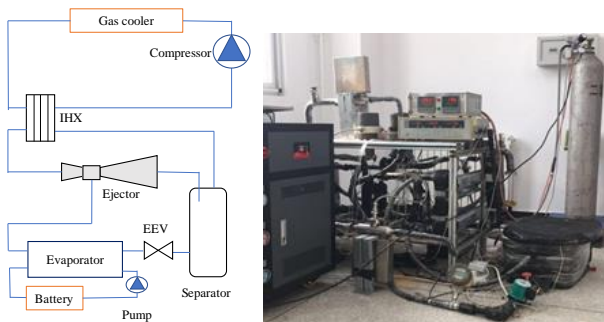 Gas cooler
Compressor
IHX
Ejector
EEV
Evaporator
Battery
Separator
Pump